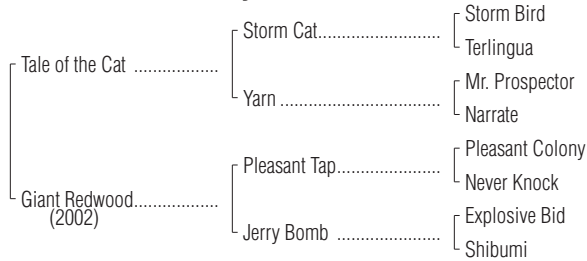 Storm Bird
Storm Cat..................
Terlingua
Tale of the Cat .................
Mr. Prospector
Yarn ................................
Narrate
Pleasant Colony
Pleasant Tap.....................
Never Knock
Giant Redwood.................
(2002)
Explosive Bid
Jerry Bomb .....................
Shibumi